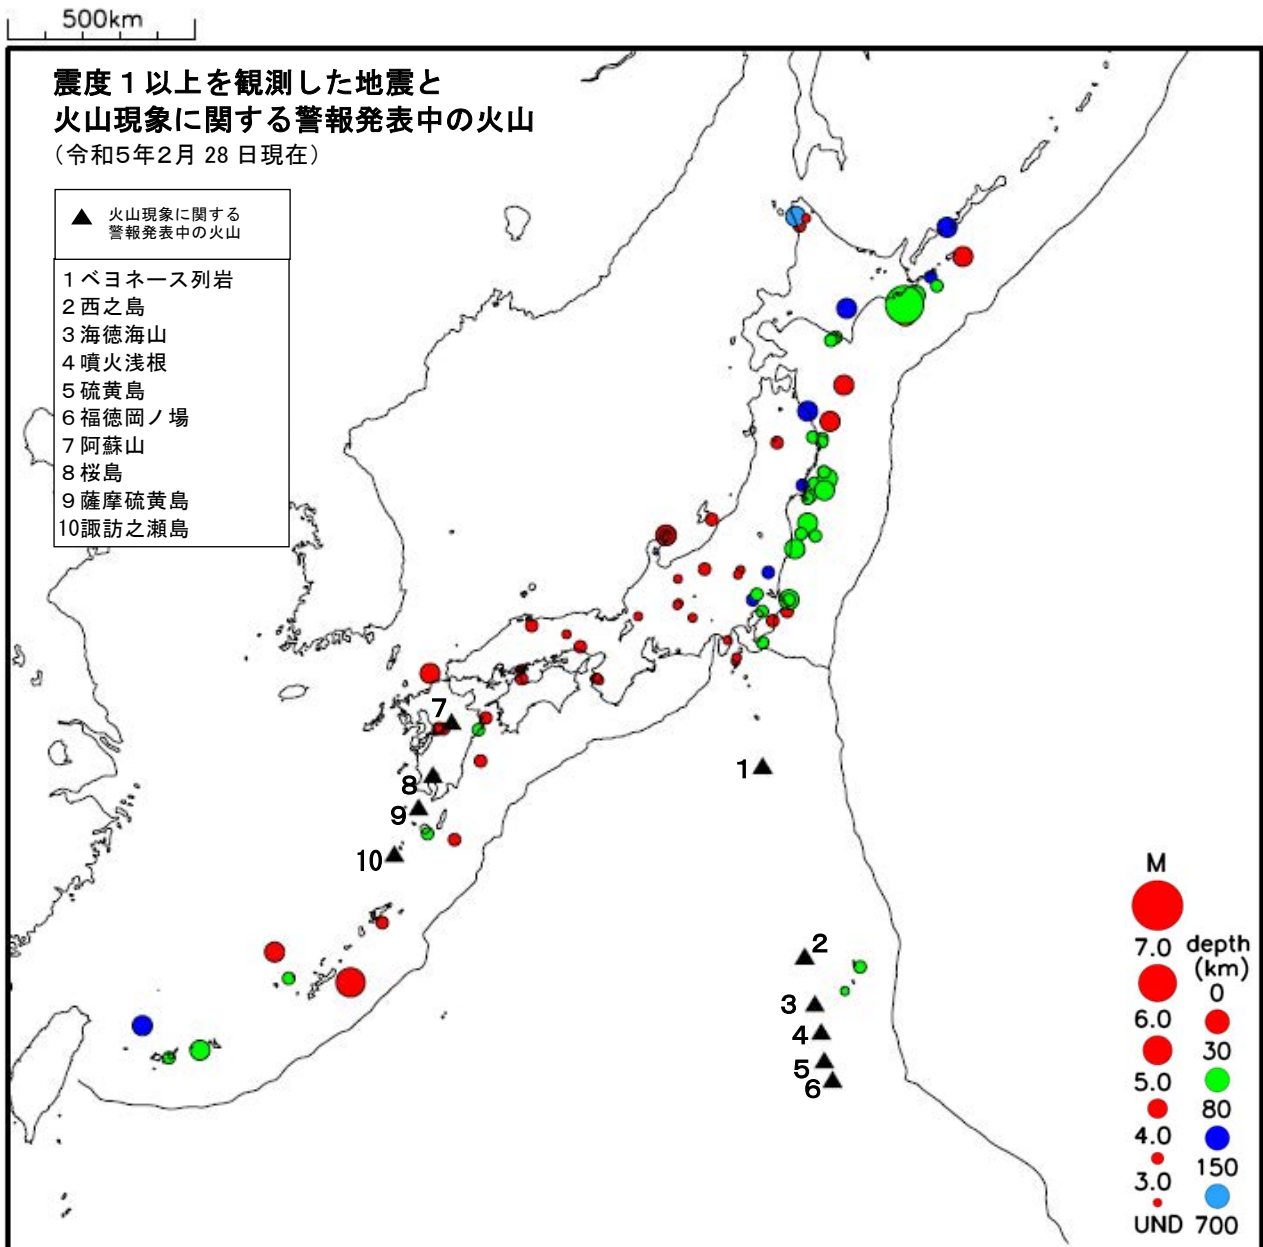 500km
震度１以上を観測した地震と
火山現象に関する警報発表中の火山
（令和5年2月 28 日現在）
火山現象に関する
警報発表中の火山
１ベヨネース列岩
２西之島
３海徳海山
４噴火浅根
５硫黄島
６福徳岡ノ場
７阿蘇山
８桜島
９薩摩硫黄島
10諏訪之瀬島
7
8
9
10
1
2
3
4
5
6
M
7.0
6.0
5.0
4.0
3.0
UND
depth
(km)
0
30
80
150
700